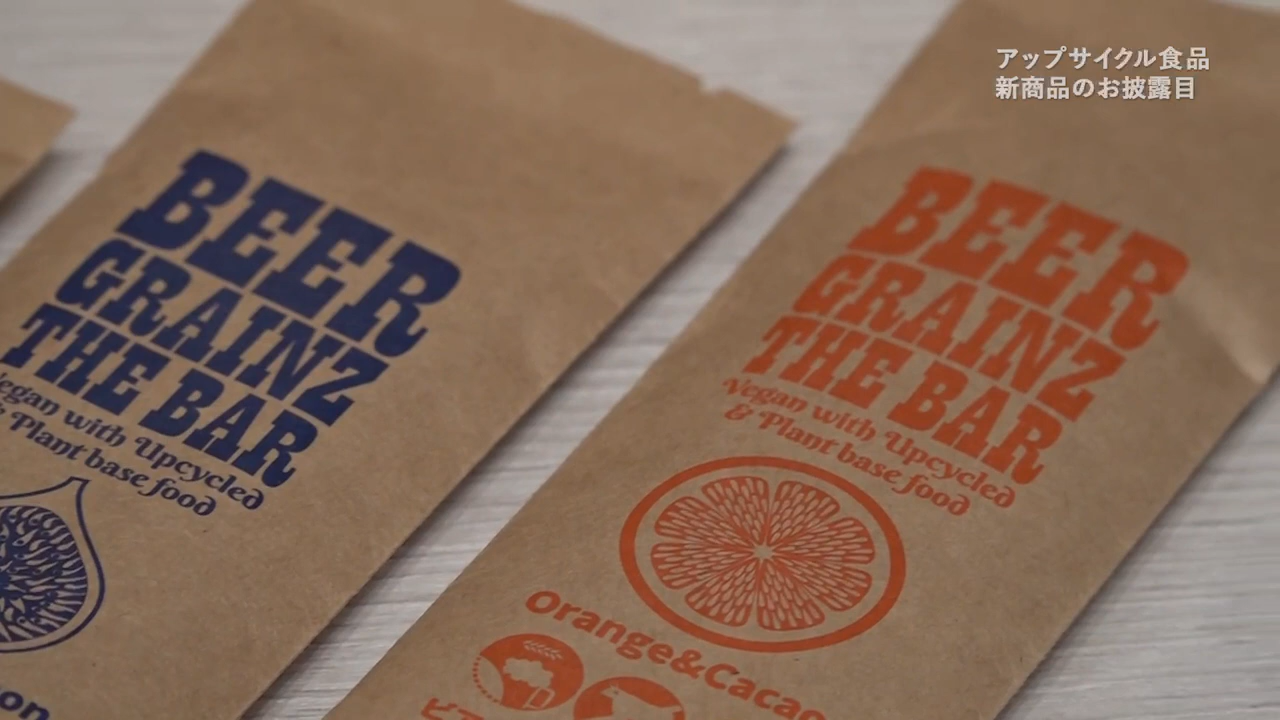 アップサイクル食品
新商品のお披露目
BEER
GRAINZ
THE BAR
Vegan with Upcycled
& Plant base food
BEER
GRAINZ
THE BAR
Vegan with Upcycled
& Plant base food
Orange&Cacao